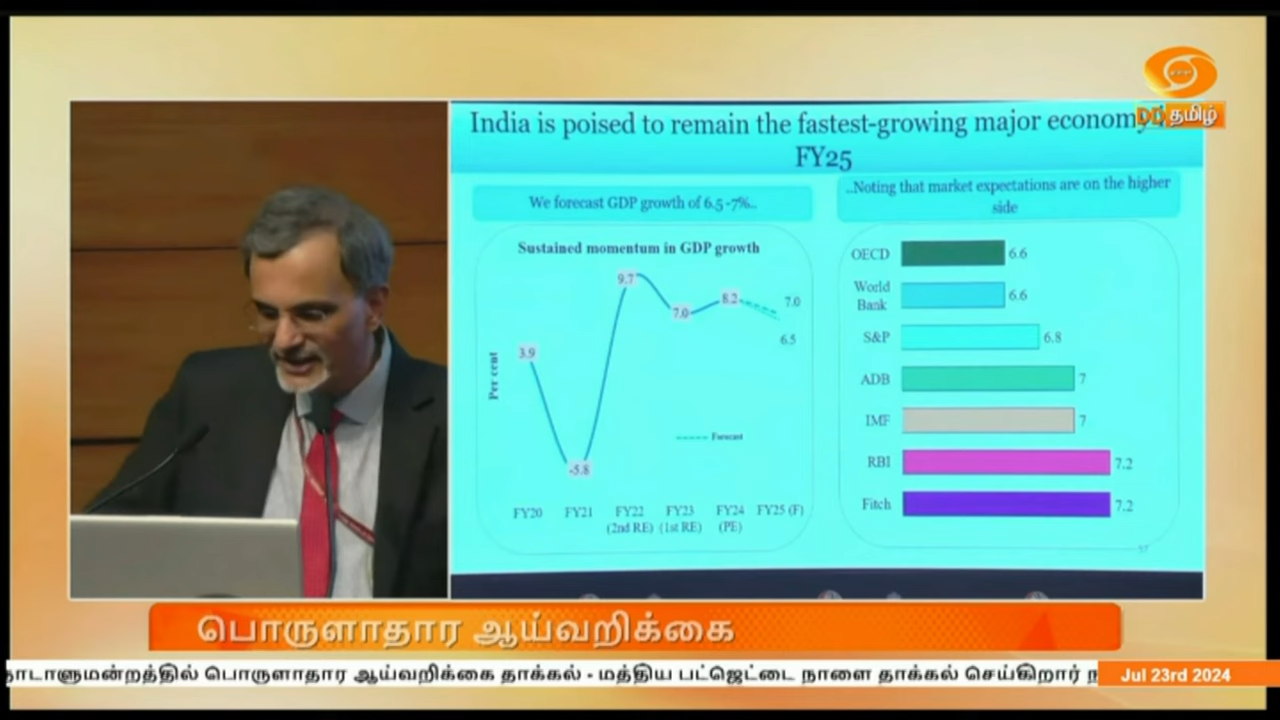 DD தமிழ்
India is poised to remain the fastest-growing major economy
FY25
We forecast GDP growth of 6.5 -7%..
Sustained momentum in GDP growth
Per cent
3.9
-5.8
9.7
7.0
8.2
7.0
6.5
Forecast
FY20 FY21 FY22 FY23 FY24 FY25 (F)
(2nd RE) (1st RE) (PE)
..Noting that market expectations are on the higher
side
OECD 6.6
World
Bank 6.6
S&P 6.8
ADB 7
IMF 7
RBI 7.2
Fitch 7.2
57
பொருளாதார ஆய்வறிக்கை
நாடாளுமன்றத்தில் பொருளாதார ஆய்வறிக்கை தாக்கல் - மத்திய பட்ஜெட்டை நாளை தாக்கல் செய்கிறார்
Jul 23rd 2024